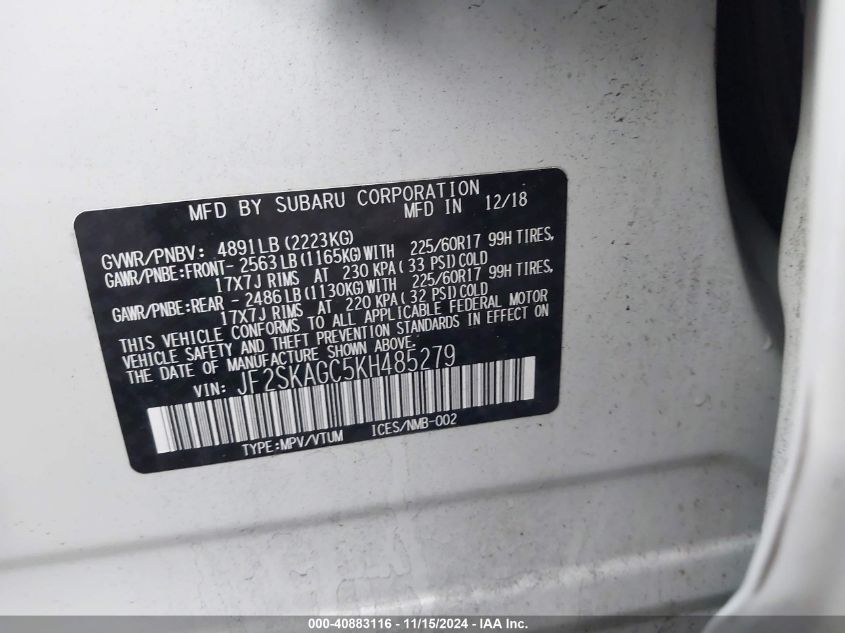 MFD BY SUBARU CORPORATION
MFD IN 12/18
GVWR/PNBV: 4891LB (2223KG)
GAWR/PNBE:FRONT- 2563LB (1165KG) WITH 225/60R17 99H TIRES,
17X7J RIMS AT 230 KPA ( 33 PSI) COLD
GAWR/PNBE:REAR - 2486LB (1130KG) WITH 225/60R17 99H TIRES,
17X7J RIMS AT 220 KPA ( 32 PSI) COLD
THIS VEHICLE CONFORMS TO ALL APPLICABLE FEDERAL MOTOR
VEHICLE SAFETY AND THEFT PREVENTION STANDARDS IN EFFECT ON
THE DATE OF MANUFACTURE SHOWN ABOVE.
VIN: JF2SKAGC5KH485279
TYPE:MPV/VTUM ICES/NMB-002
000-40883116 - 11/15/2024 - IAA Inc.